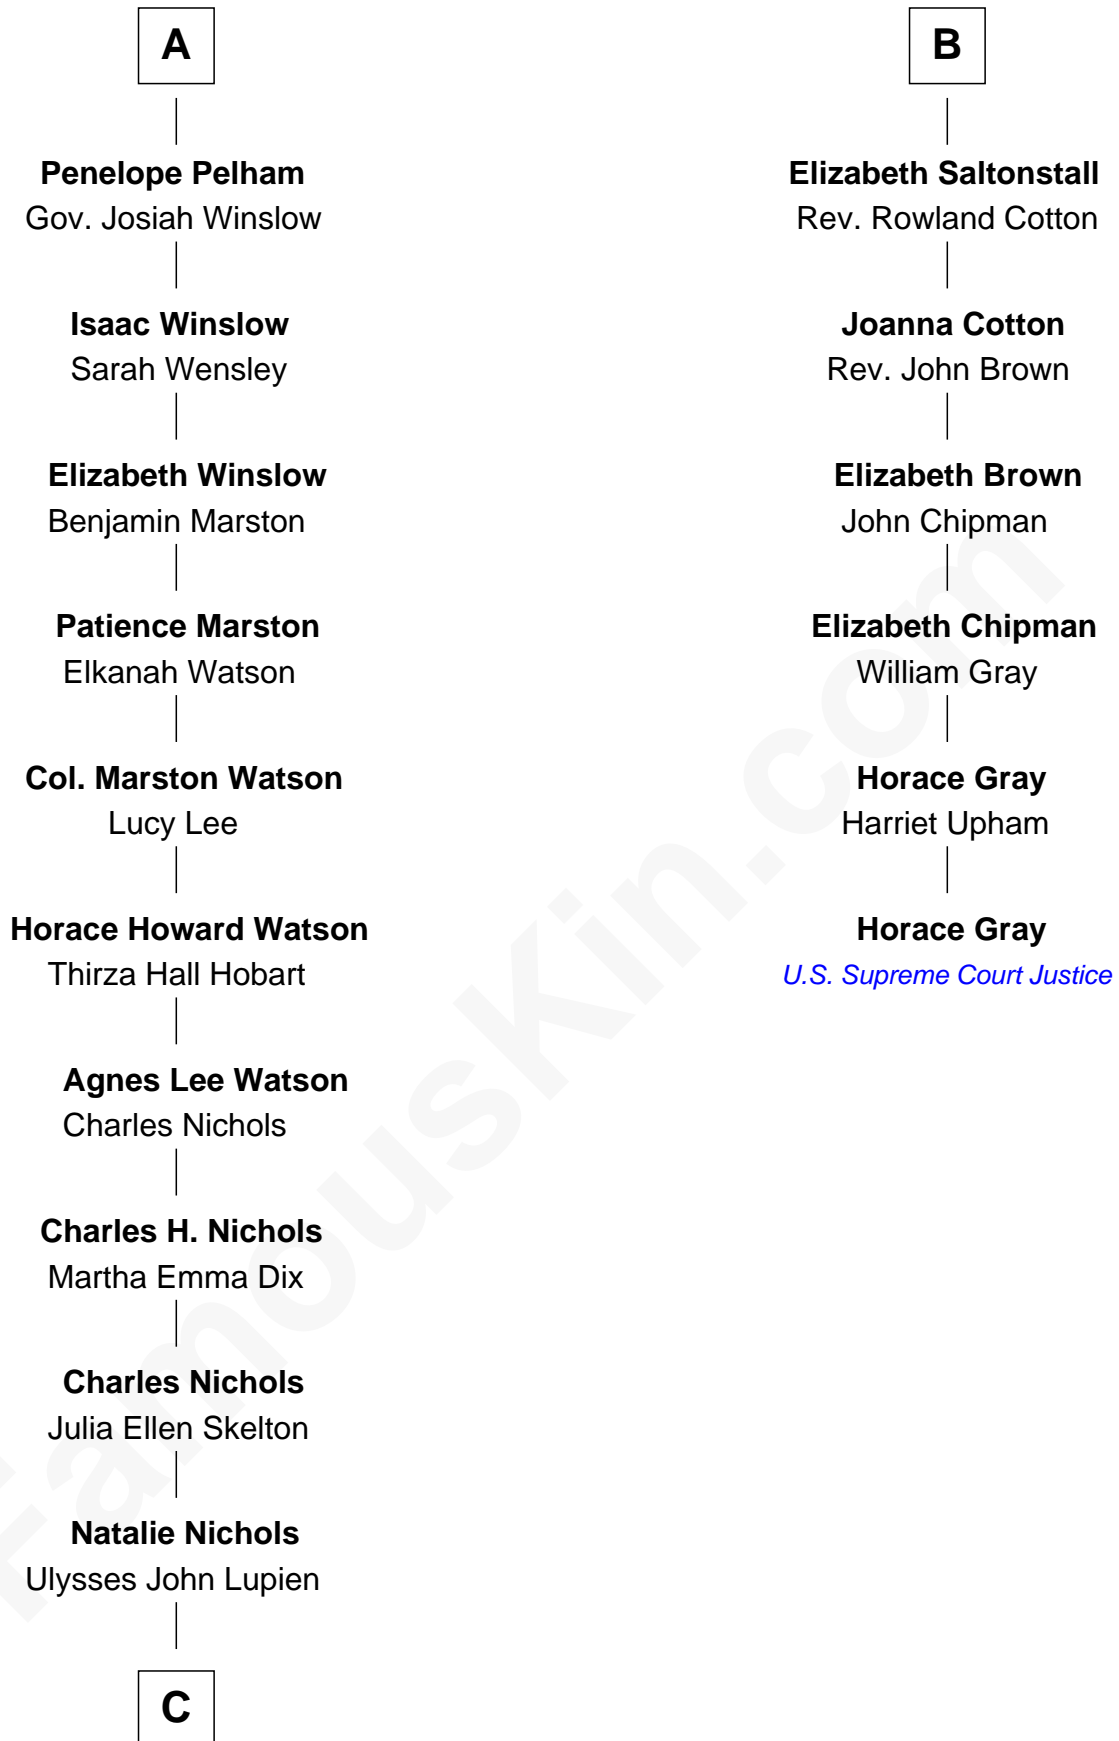 A
Penelope Pelham
Gov. Josiah Winslow
Isaac Winslow
Sarah Wensley
Elizabeth Winslow
Benjamin Marston
Patience Marston
Elkanah Watson
Col. Marston Watson
Lucy Lee
Horace Howard Watson
Thirza Hall Hobart
Agnes Lee Watson
Charles Nichols
Charles H. Nichols
Martha Emma Dix
Charles Nichols
Julia Ellen Skelton
Natalie Nichols
Ulysses John Lupien
C
B
Elizabeth Saltonstall
Rev. Rowland Cotton
Joanna Cotton
Rev. John Brown
Elizabeth Brown
John Chipman
Elizabeth Chipman
William Gray
Horace Gray
Harriet Upham
Horace Gray
U.S. Supreme Court Justice
FamousKin.com